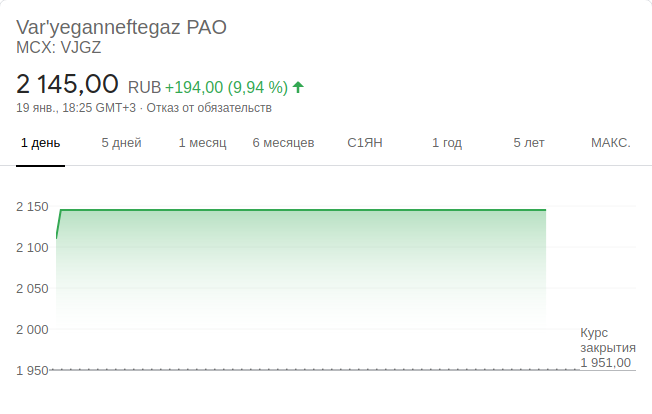 Var'yeganneftegaz PAO
MCX: VJGZ
2 145,00 RUB +194,00 (9,94 %)
19 янв., 18:25 GMT+3 · Отказ от обязательств
1 день 5 дней 1 месяц 6 месяцев С1ЯН 1 год 5 лет МАКС.
2 150
2 100
2 050
2 000
Курс
закрытия
1 951,00
1 950